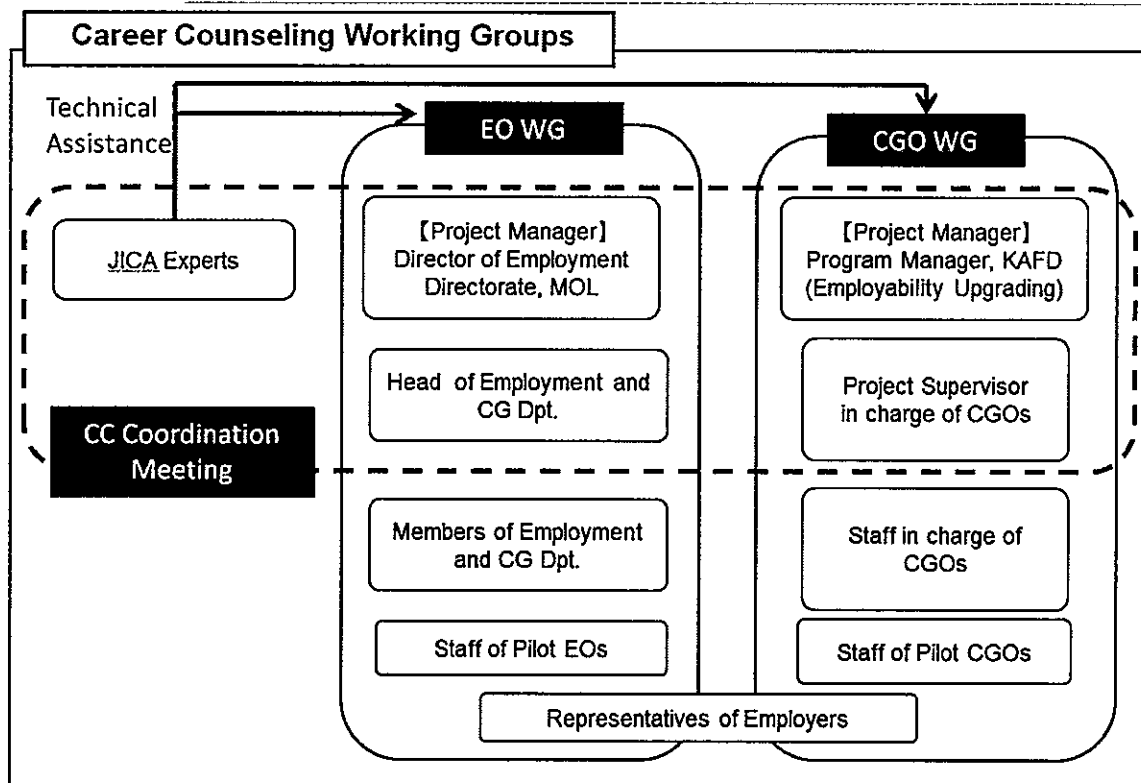 Career Counseling Working Groups
Technical
Assistance
EO WG
CGO WG
JICA Experts
【Project Manager】
Director of Employment
Directorate, MOL
【Project Manager】
Program Manager, KAFD
(Employability Upgrading)
Head of Employment and
CG Dpt.
Project Supervisor
in charge of CGOs
CC Coordination
Meeting
Members of Employment
and CG Dpt.
Staff in charge of
CGOs
Staff of Pilot EOs
Staff of Pilot CGOs
Representatives of Employers